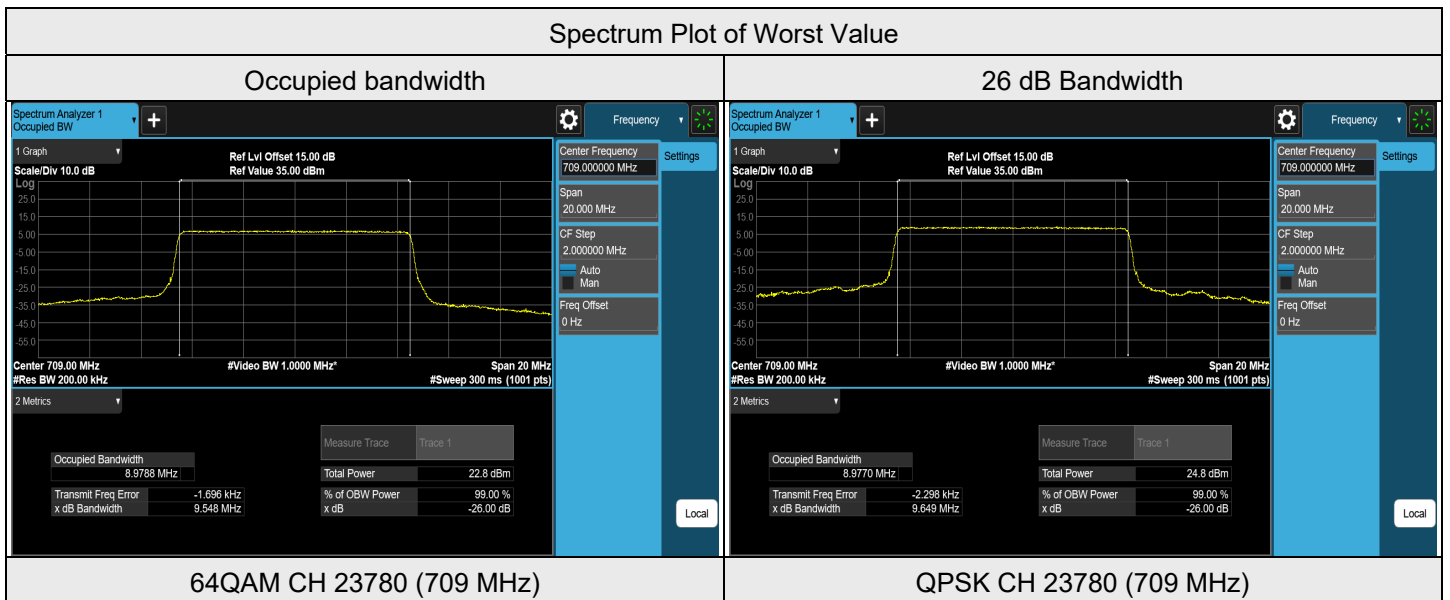 Spectrum Plot of Worst Value
Occupied bandwidth
26 dB Bandwidth
Spectrum Analyzer 1
Occupied BW
+
Frequency
1 Graph
Scale/Div 10.0 dB
Ref Lvl Offset 15.00 dB
Ref Value 35.00 dBm
Log
25.0
15.0
5.00
-5.00
-15.0
-25.0
-35.0
-45.0
-55.0
Center 709.00 MHz
#Video BW 1.0000 MHz*
Span 20 MHz
#Res BW 200.00 kHz
#Sweep 300 ms (1001 pts)
Center Frequency
709.000000 MHz
Settings
Span
20.000 MHz
CF Step
2.000000 MHz
Auto
Man
Freq Offset
0 Hz
2 Metrics
Measure Trace Trace 1
Occupied Bandwidth
8.9788 MHz
Total Power 22.8 dBm
Transmit Freq Error -1.696 kHz
% of OBW Power 99.00 %
x dB Bandwidth 9.548 MHz
x dB -26.00 dB
Local
Spectrum Analyzer 1
Occupied BW
+
Frequency
1 Graph
Scale/Div 10.0 dB
Ref Lvl Offset 15.00 dB
Ref Value 35.00 dBm
Log
25.0
15.0
5.00
-5.00
-15.0
-25.0
-35.0
-45.0
-55.0
Center 709.00 MHz
#Video BW 1.0000 MHz*
Span 20 MHz
#Res BW 200.00 kHz
#Sweep 300 ms (1001 pts)
Center Frequency
709.000000 MHz
Settings
Span
20.000 MHz
CF Step
2.000000 MHz
Auto
Man
Freq Offset
0 Hz
2 Metrics
Measure Trace Trace 1
Occupied Bandwidth
8.9770 MHz
Total Power 24.8 dBm
Transmit Freq Error -2.298 kHz
% of OBW Power 99.00 %
x dB Bandwidth 9.649 MHz
x dB -26.00 dB
Local
64QAM CH 23780 (709 MHz)
QPSK CH 23780 (709 MHz)